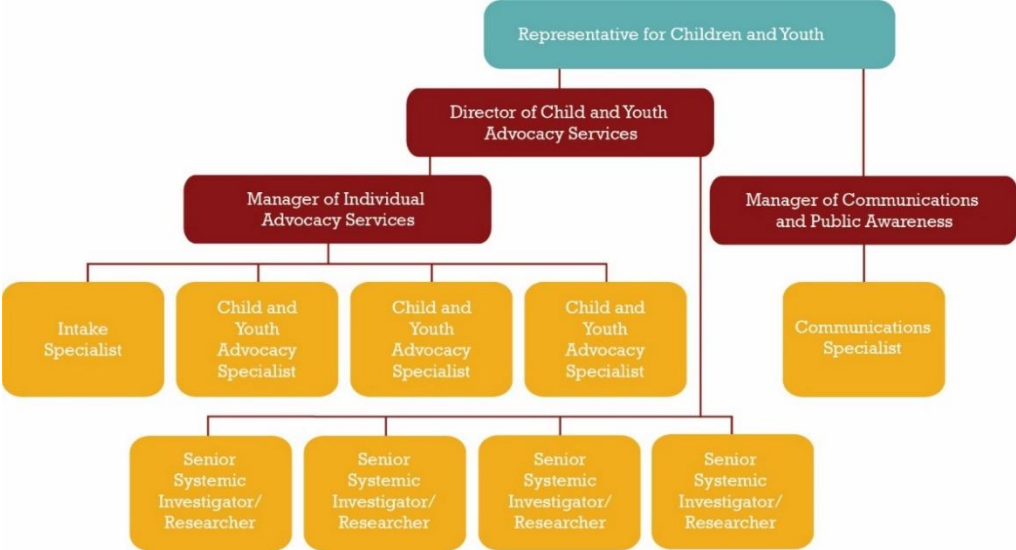 Representative for Children and Youth
Director of Child and Youth
Advocacy Services
Manager of Individual
Advocacy Services
Manager of Communications
and Public Awareness
Intake
Specialist
Child and
Youth
Advocacy
Specialist
Child and
Youth
Advocacy
Specialist
Child and
Youth
Advocacy
Specialist
Communications
Specialist
Senior
Systemic
Investigator/
Researcher
Senior
Systemic
Investigator/
Researcher
Senior
Systemic
Investigator/
Researcher
Senior
Systemic
Investigator/
Researcher